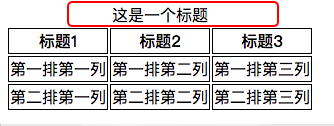 这是一个标题
标题1 标题2 标题3
第一排第一列 第一排第二列 第一排第三列
第二排第一列 第二排第二列 第二排第三列